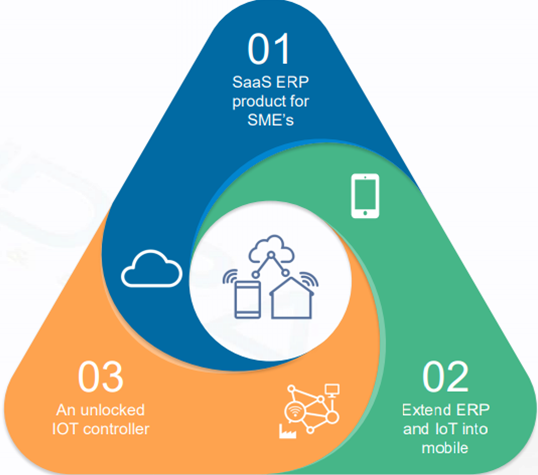 01
SaaS ERP
product for
SME's
02
Extend ERP
and IoT into
mobile
03
An unlocked
IOT controller